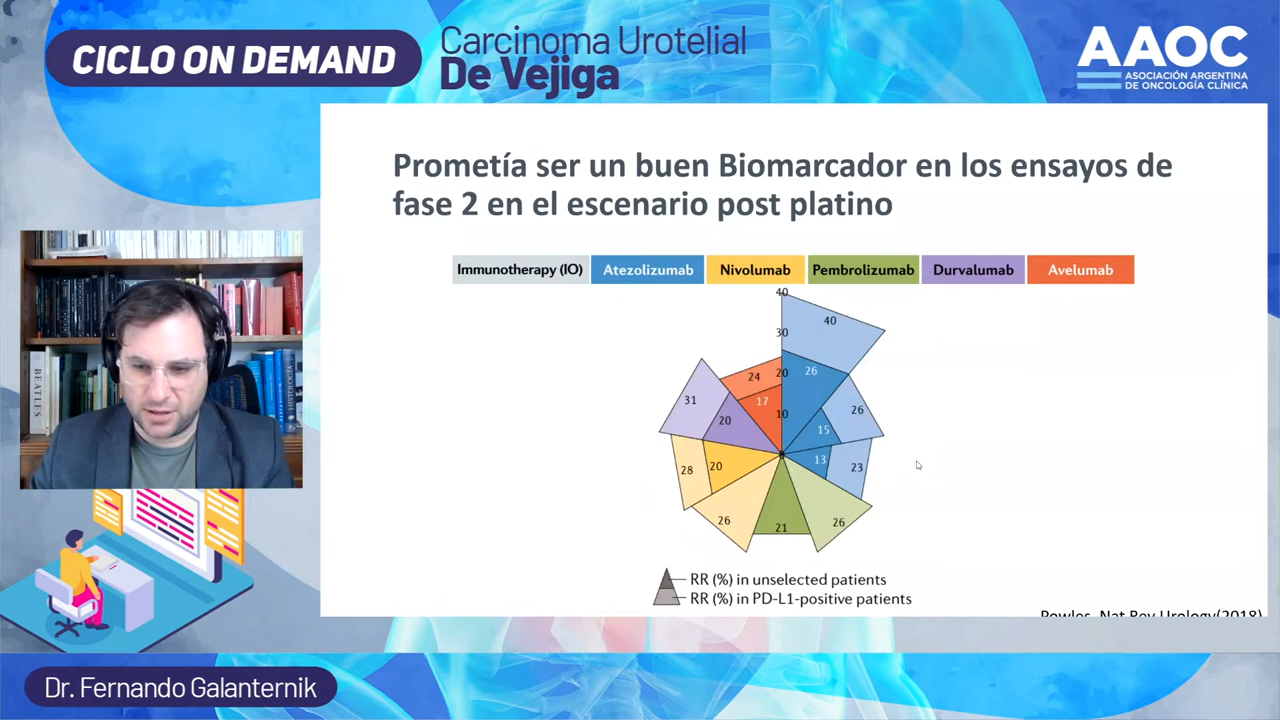 CICLO ON DEMAND
Carcinoma Urotelial
De Vejiga
AAOC
ASOCIACIÓN ARGENTINA
DE ONCOLOGÍA CLÍNICA
Prometía ser un buen Biomarcador en los ensayos de
fase 2 en el escenario post platino
Immunotherapy (IO) Atezolizumab Nivolumab Pembrolizumab Durvalumab Avelumab
40
40
30
24 20 26
31 17 26
20 10 15
28 20 13 23
26 21 26
RR (%) in unselected patients
RR (%) in PD-L1-positive patients
Powles, Nat Rev Urology(2018)
BEATLES
HISTOLOGIA
Dr. Fernando Galanternik